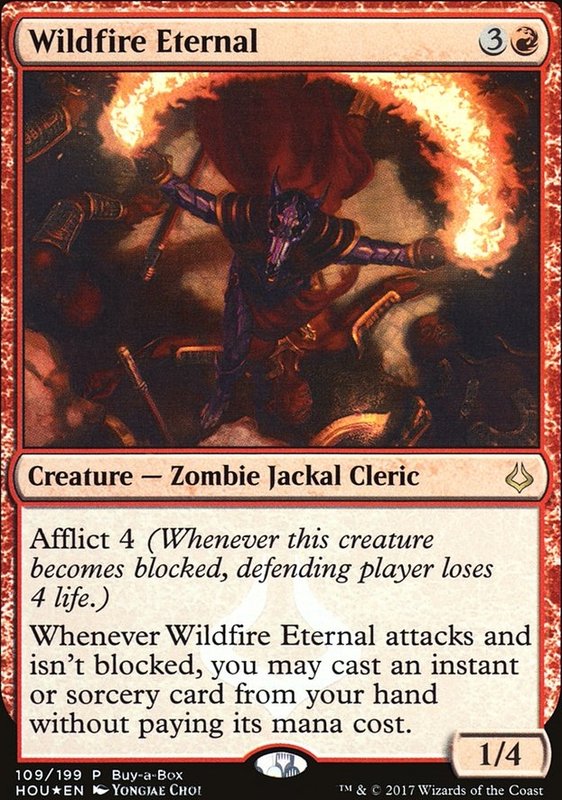 Wildfire Eternal 3
Creature — Zombie Jackal Cleric
Afflict 4 (Whenever this creature
becomes blocked, defending player loses
4 life.)
Whenever Wildfire Eternal attacks and
isn't blocked, you may cast an instant
or sorcery card from your hand
without paying its mana cost.
1/4
109/199 P Buy-a-Box
HOU★EN Yongjae Choi
™ & © 2017 Wizards of the Coast